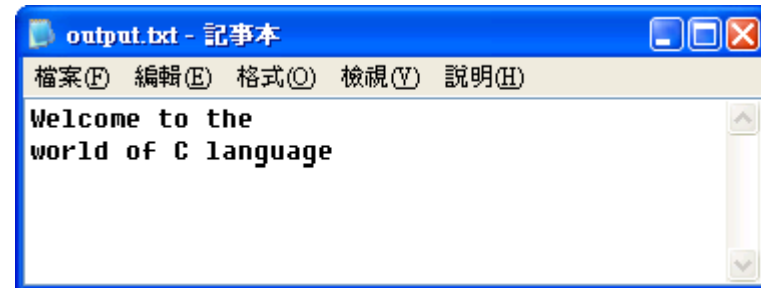 output.txt - 記事本
檔案(F) 編輯(E) 格式(O) 檢視(V) 說明(H)
Welcome to the
world of C language